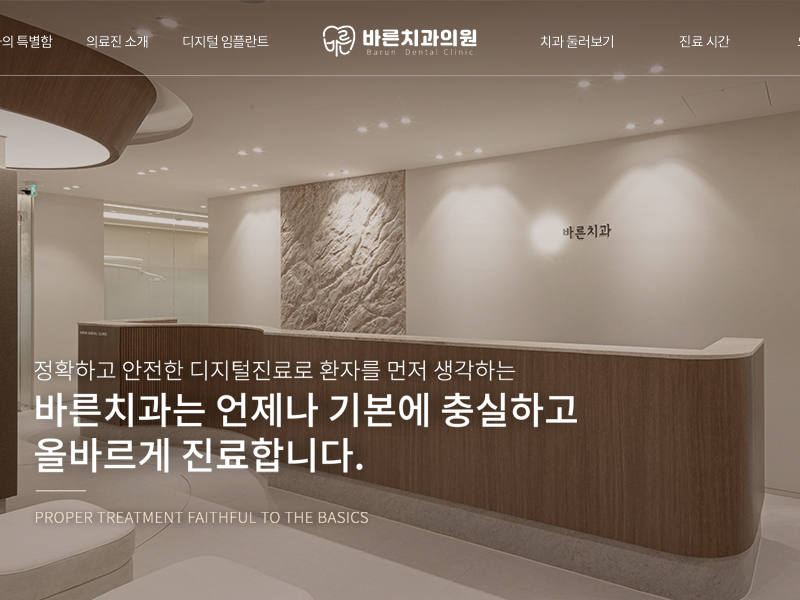 의 특별함
의료진 소개
디지털 임플란트
바른치과의원
Barun Dental Clinic
치과 둘러보기
진료 시간
바른치과
정확하고 안전한 디지털진료로 환자를 먼저 생각하는
바른치과는 언제나 기본에 충실하고
올바르게 진료합니다.
PROPER TREATMENT FAITHFUL TO THE BASICS